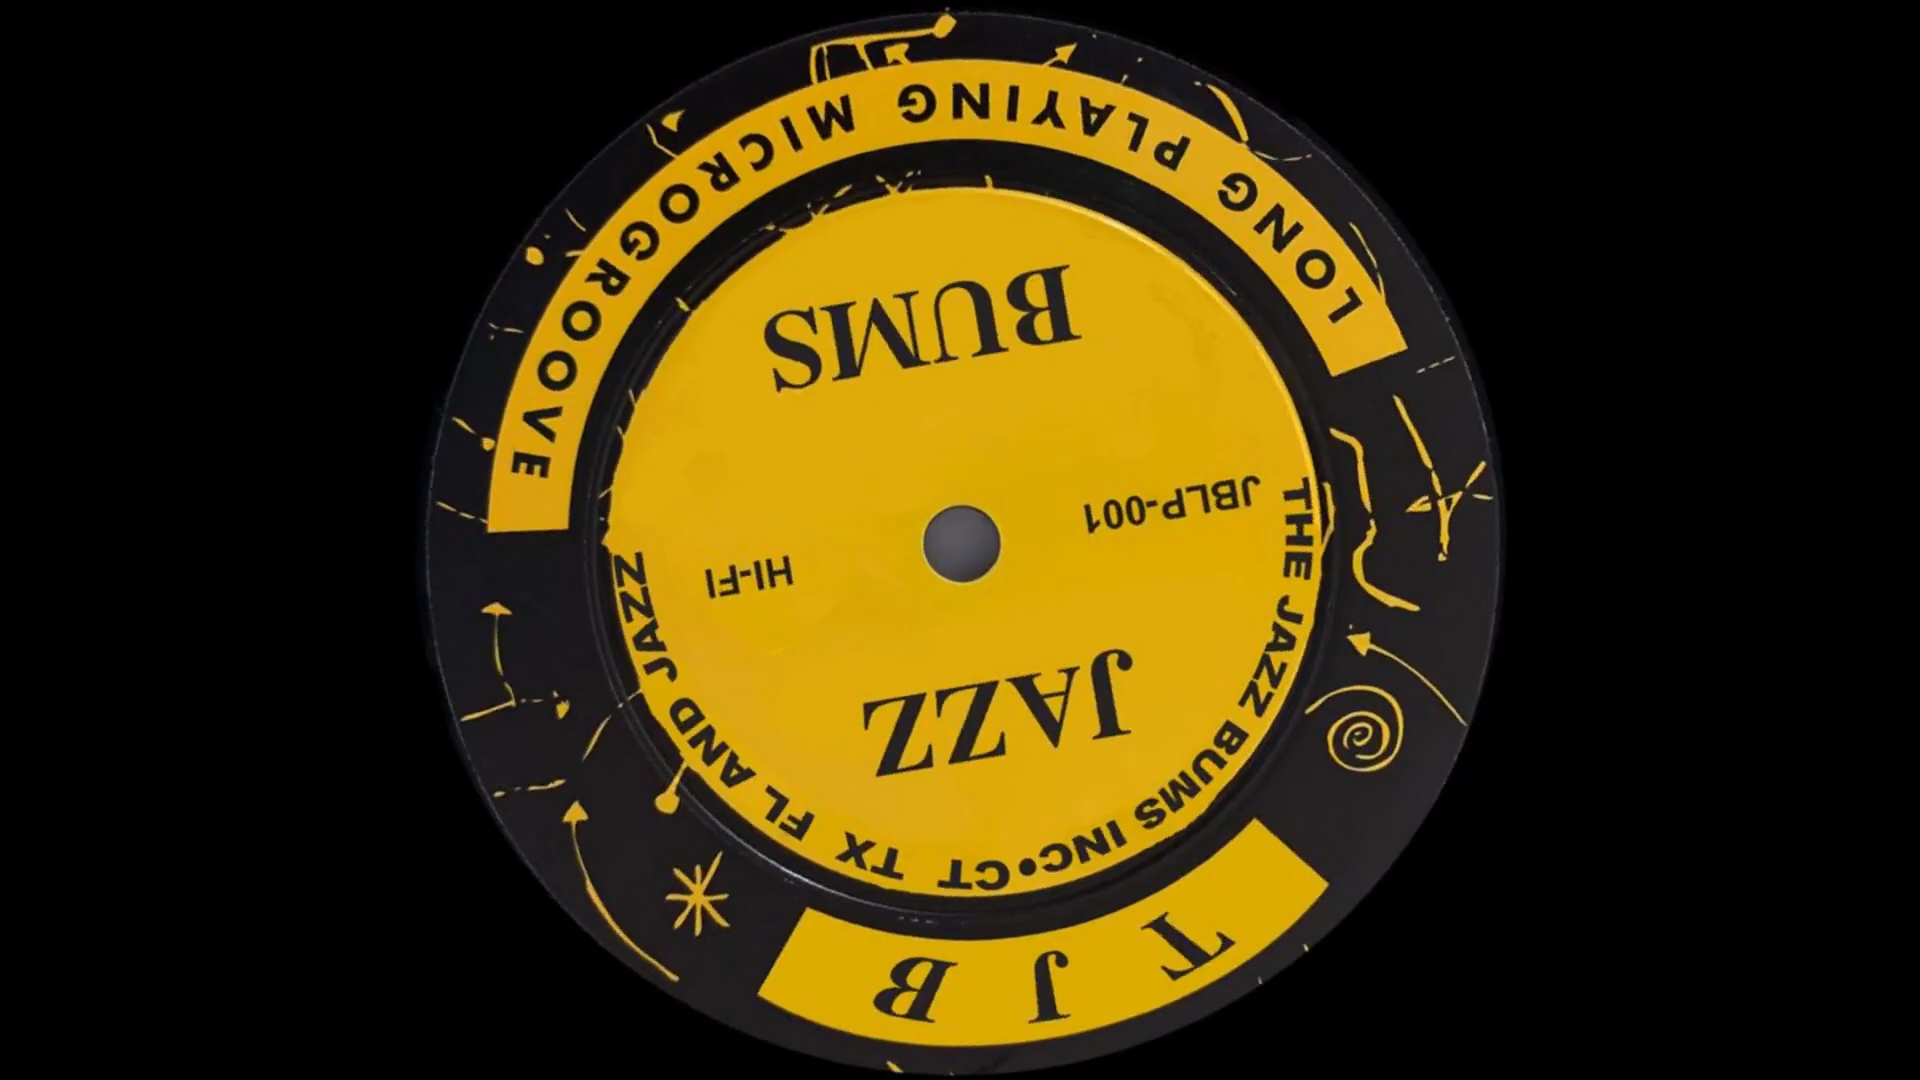 T J B
THE JAZZ BUMS INC•CT TX FL AND JAZZ
JAZZ
HI-FI
JBLP-001
BUMS
LONG PLAYING MICROGROOVE